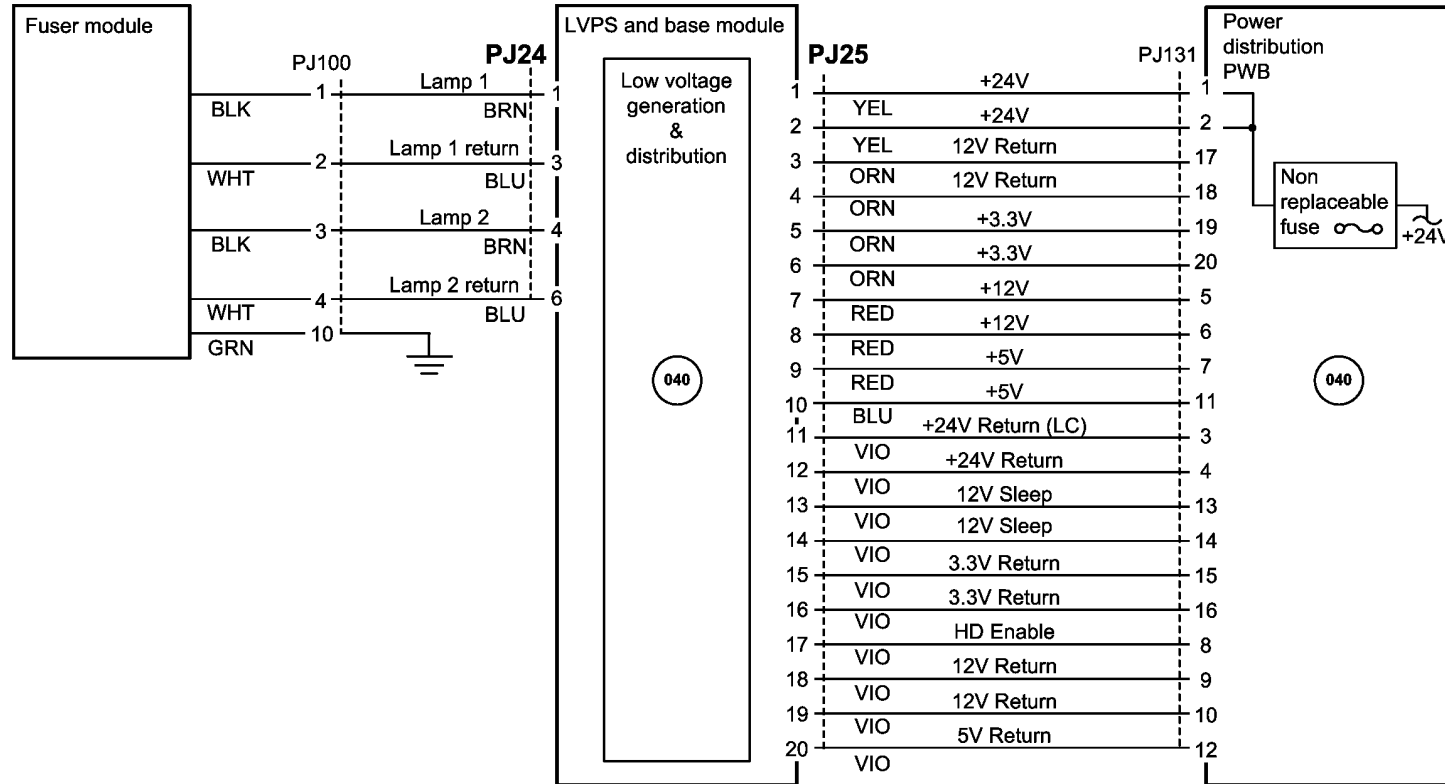 Fuser module
PJ100
PJ24
Lamp 1
1
1
BLK
BRN
Lamp 1 return
2
3
WHT
BLU
Lamp 2
3
4
BLK
BRN
Lamp 2 return
4
6
WHT
BLU
10
GRN
LVPS and base module
Low voltage
generation
&
distribution
040
PJ25
PJ131
1
+24V
1
YEL
2
+24V
2
YEL
3
12V Return
17
ORN
4
12V Return
18
ORN
5
+3.3V
19
ORN
6
+3.3V
20
ORN
7
+12V
5
RED
8
+12V
6
RED
9
+5V
7
RED
10
+5V
11
BLU
11
+24V Return (LC)
3
VIO
12
+24V Return
4
VIO
13
12V Sleep
13
VIO
14
12V Sleep
14
VIO
15
3.3V Return
15
VIO
16
3.3V Return
16
VIO
17
HD Enable
8
VIO
18
12V Return
9
VIO
19
12V Return
10
VIO
20
5V Return
12
VIO
Power
distribution
PWB
Non
replaceable
fuse
+24V
040